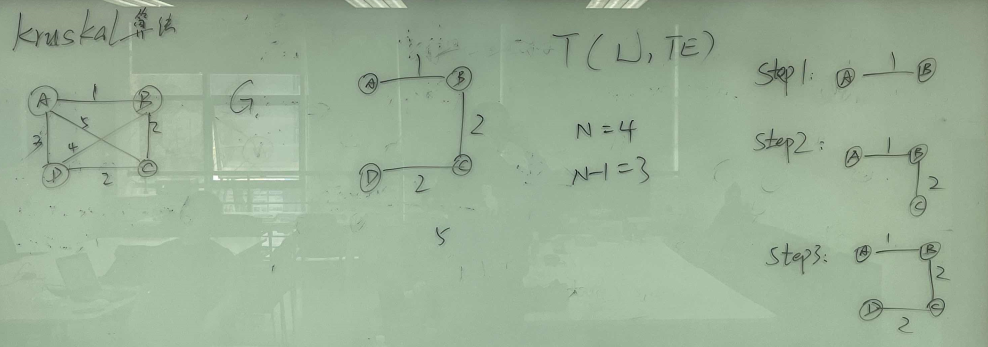 Kruskal算法
A 1 B
5
3 4 2
D 2 C
G
A 1 B
2
D 2 C
5
T(U,TE)
N=4
N-1=3
Step1: A 1 B
Step2: A 1 B
2
C
Step3: A 1 B
2
D 2 C